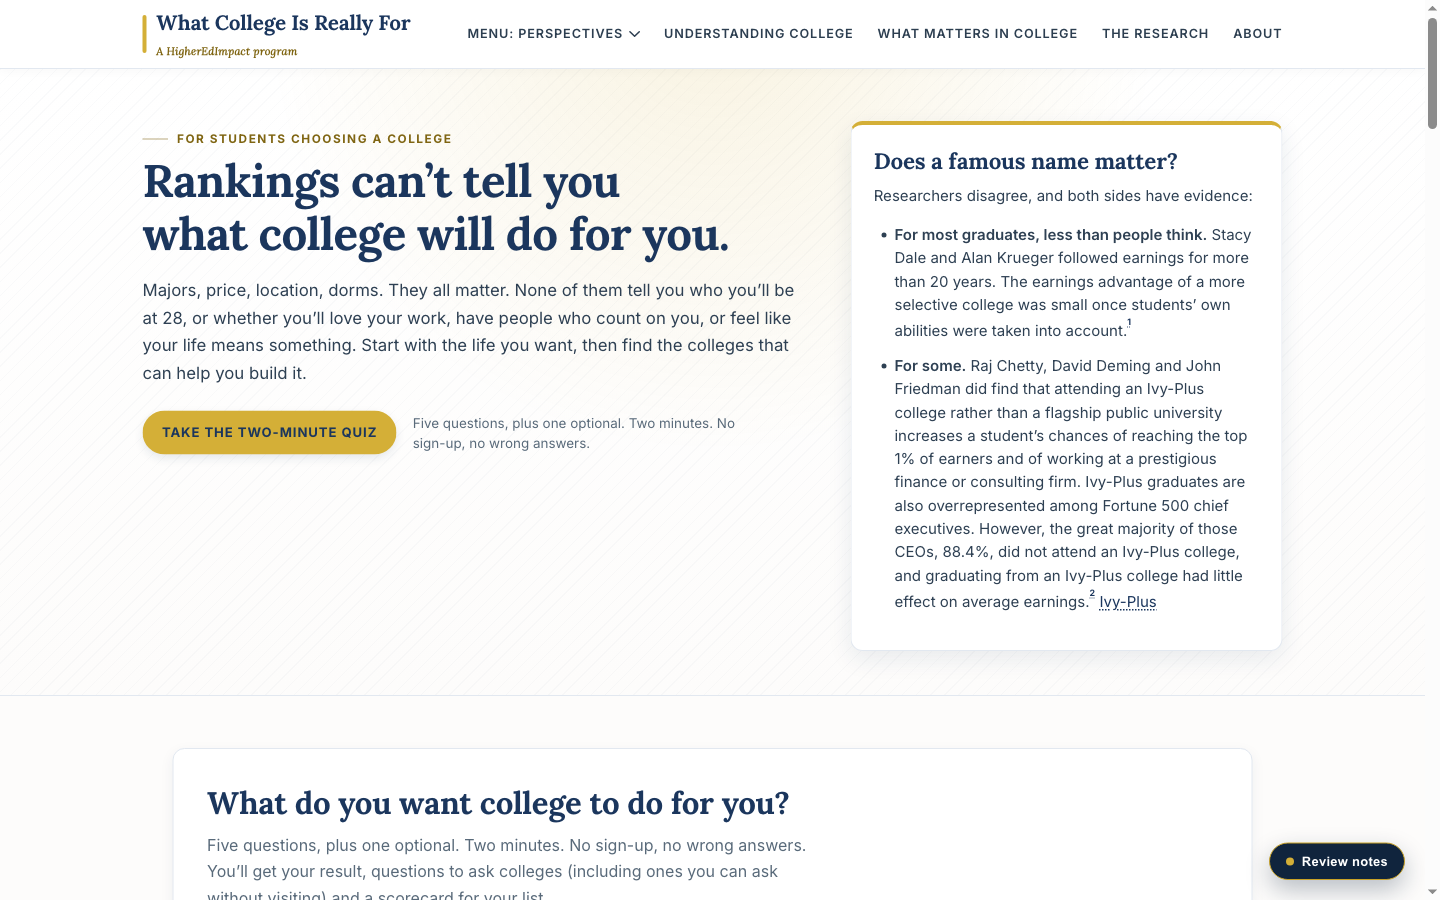 What College Is Really For
A HigherEdImpact program
MENU: PERSPECTIVES
UNDERSTANDING COLLEGE
WHAT MATTERS IN COLLEGE
THE RESEARCH
ABOUT
FOR STUDENTS CHOOSING A COLLEGE
Rankings can’t tell you
what college will do for you.
Majors, price, location, dorms. They all matter. None of them tell you who you’ll be
at 28, or whether you’ll love your work, have people who count on you, or feel like
your life means something. Start with the life you want, then find the colleges that
can help you build it.
TAKE THE TWO-MINUTE QUIZ
Five questions, plus one optional. Two minutes. No
sign-up, no wrong answers.
Does a famous name matter?
Researchers disagree, and both sides have evidence:
• For most graduates, less than people think. Stacy
Dale and Alan Krueger followed earnings for more
than 20 years. The earnings advantage of a more
selective college was small once students’ own
abilities were taken into account.1
• For some. Raj Chetty, David Deming and John
Friedman did find that attending an Ivy-Plus
college rather than a flagship public university
increases a student’s chances of reaching the top
1% of earners and of working at a prestigious
finance or consulting firm. Ivy-Plus graduates are
also overrepresented among Fortune 500 chief
executives. However, the great majority of those
CEOs, 88.4%, did not attend an Ivy-Plus college,
and graduating from an Ivy-Plus college had little
effect on average earnings.2 Ivy-Plus
What do you want college to do for you?
Five questions, plus one optional. Two minutes. No sign-up, no wrong answers.
You’ll get your result, questions to ask colleges (including ones you can ask
without visiting) and a scorecard for your list.
Review notes